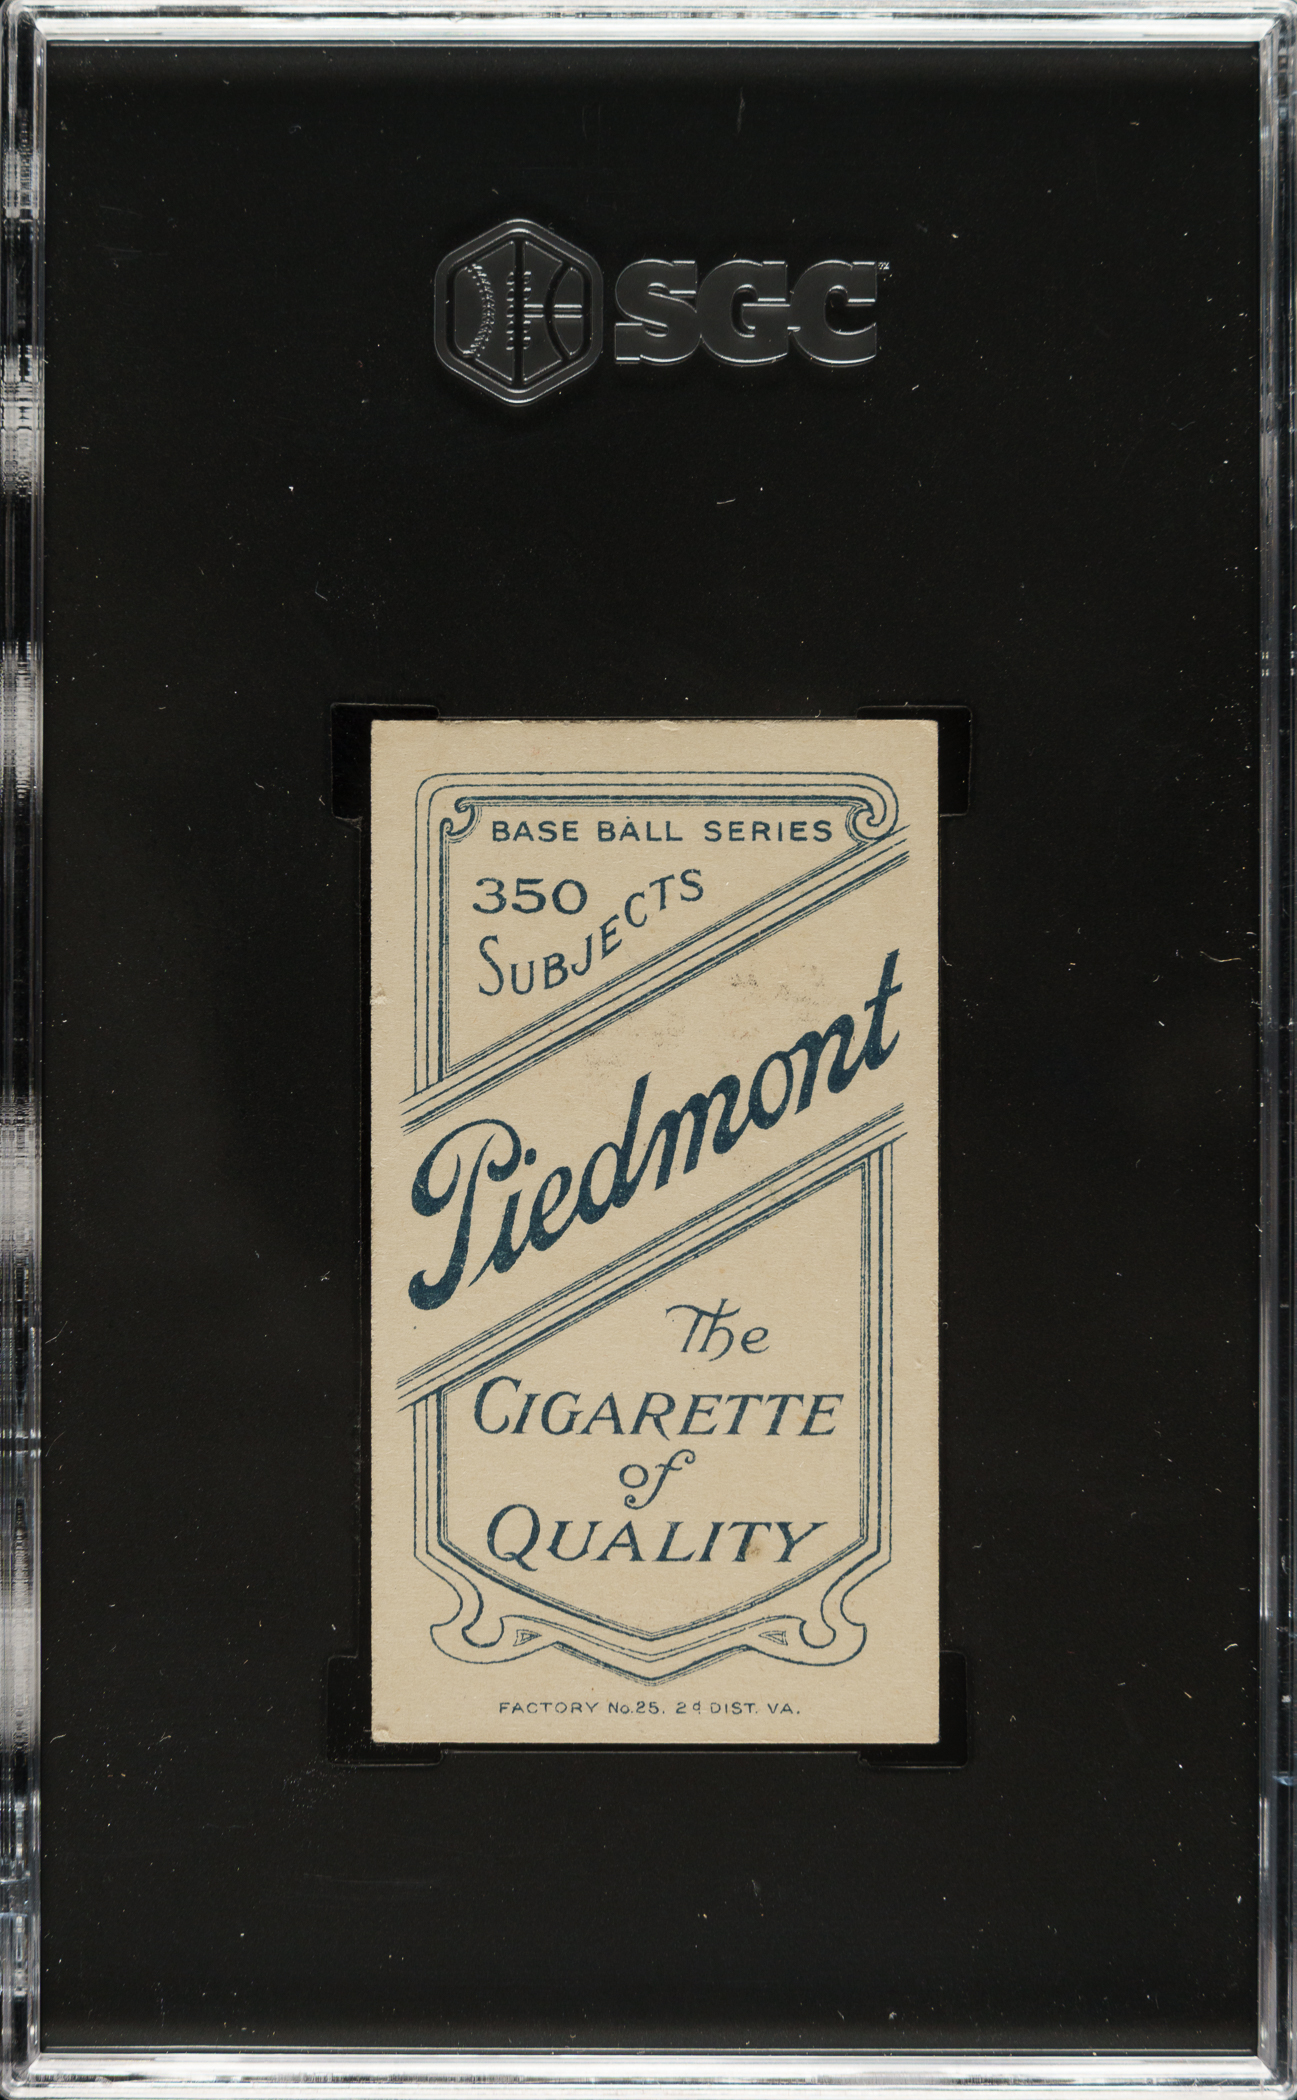 SGC
BASE BALL SERIES
350
SUBJECTS
Piedmont
The
CIGARETTE
of
QUALITY
FACTORY No.25. 2d DIST. VA.